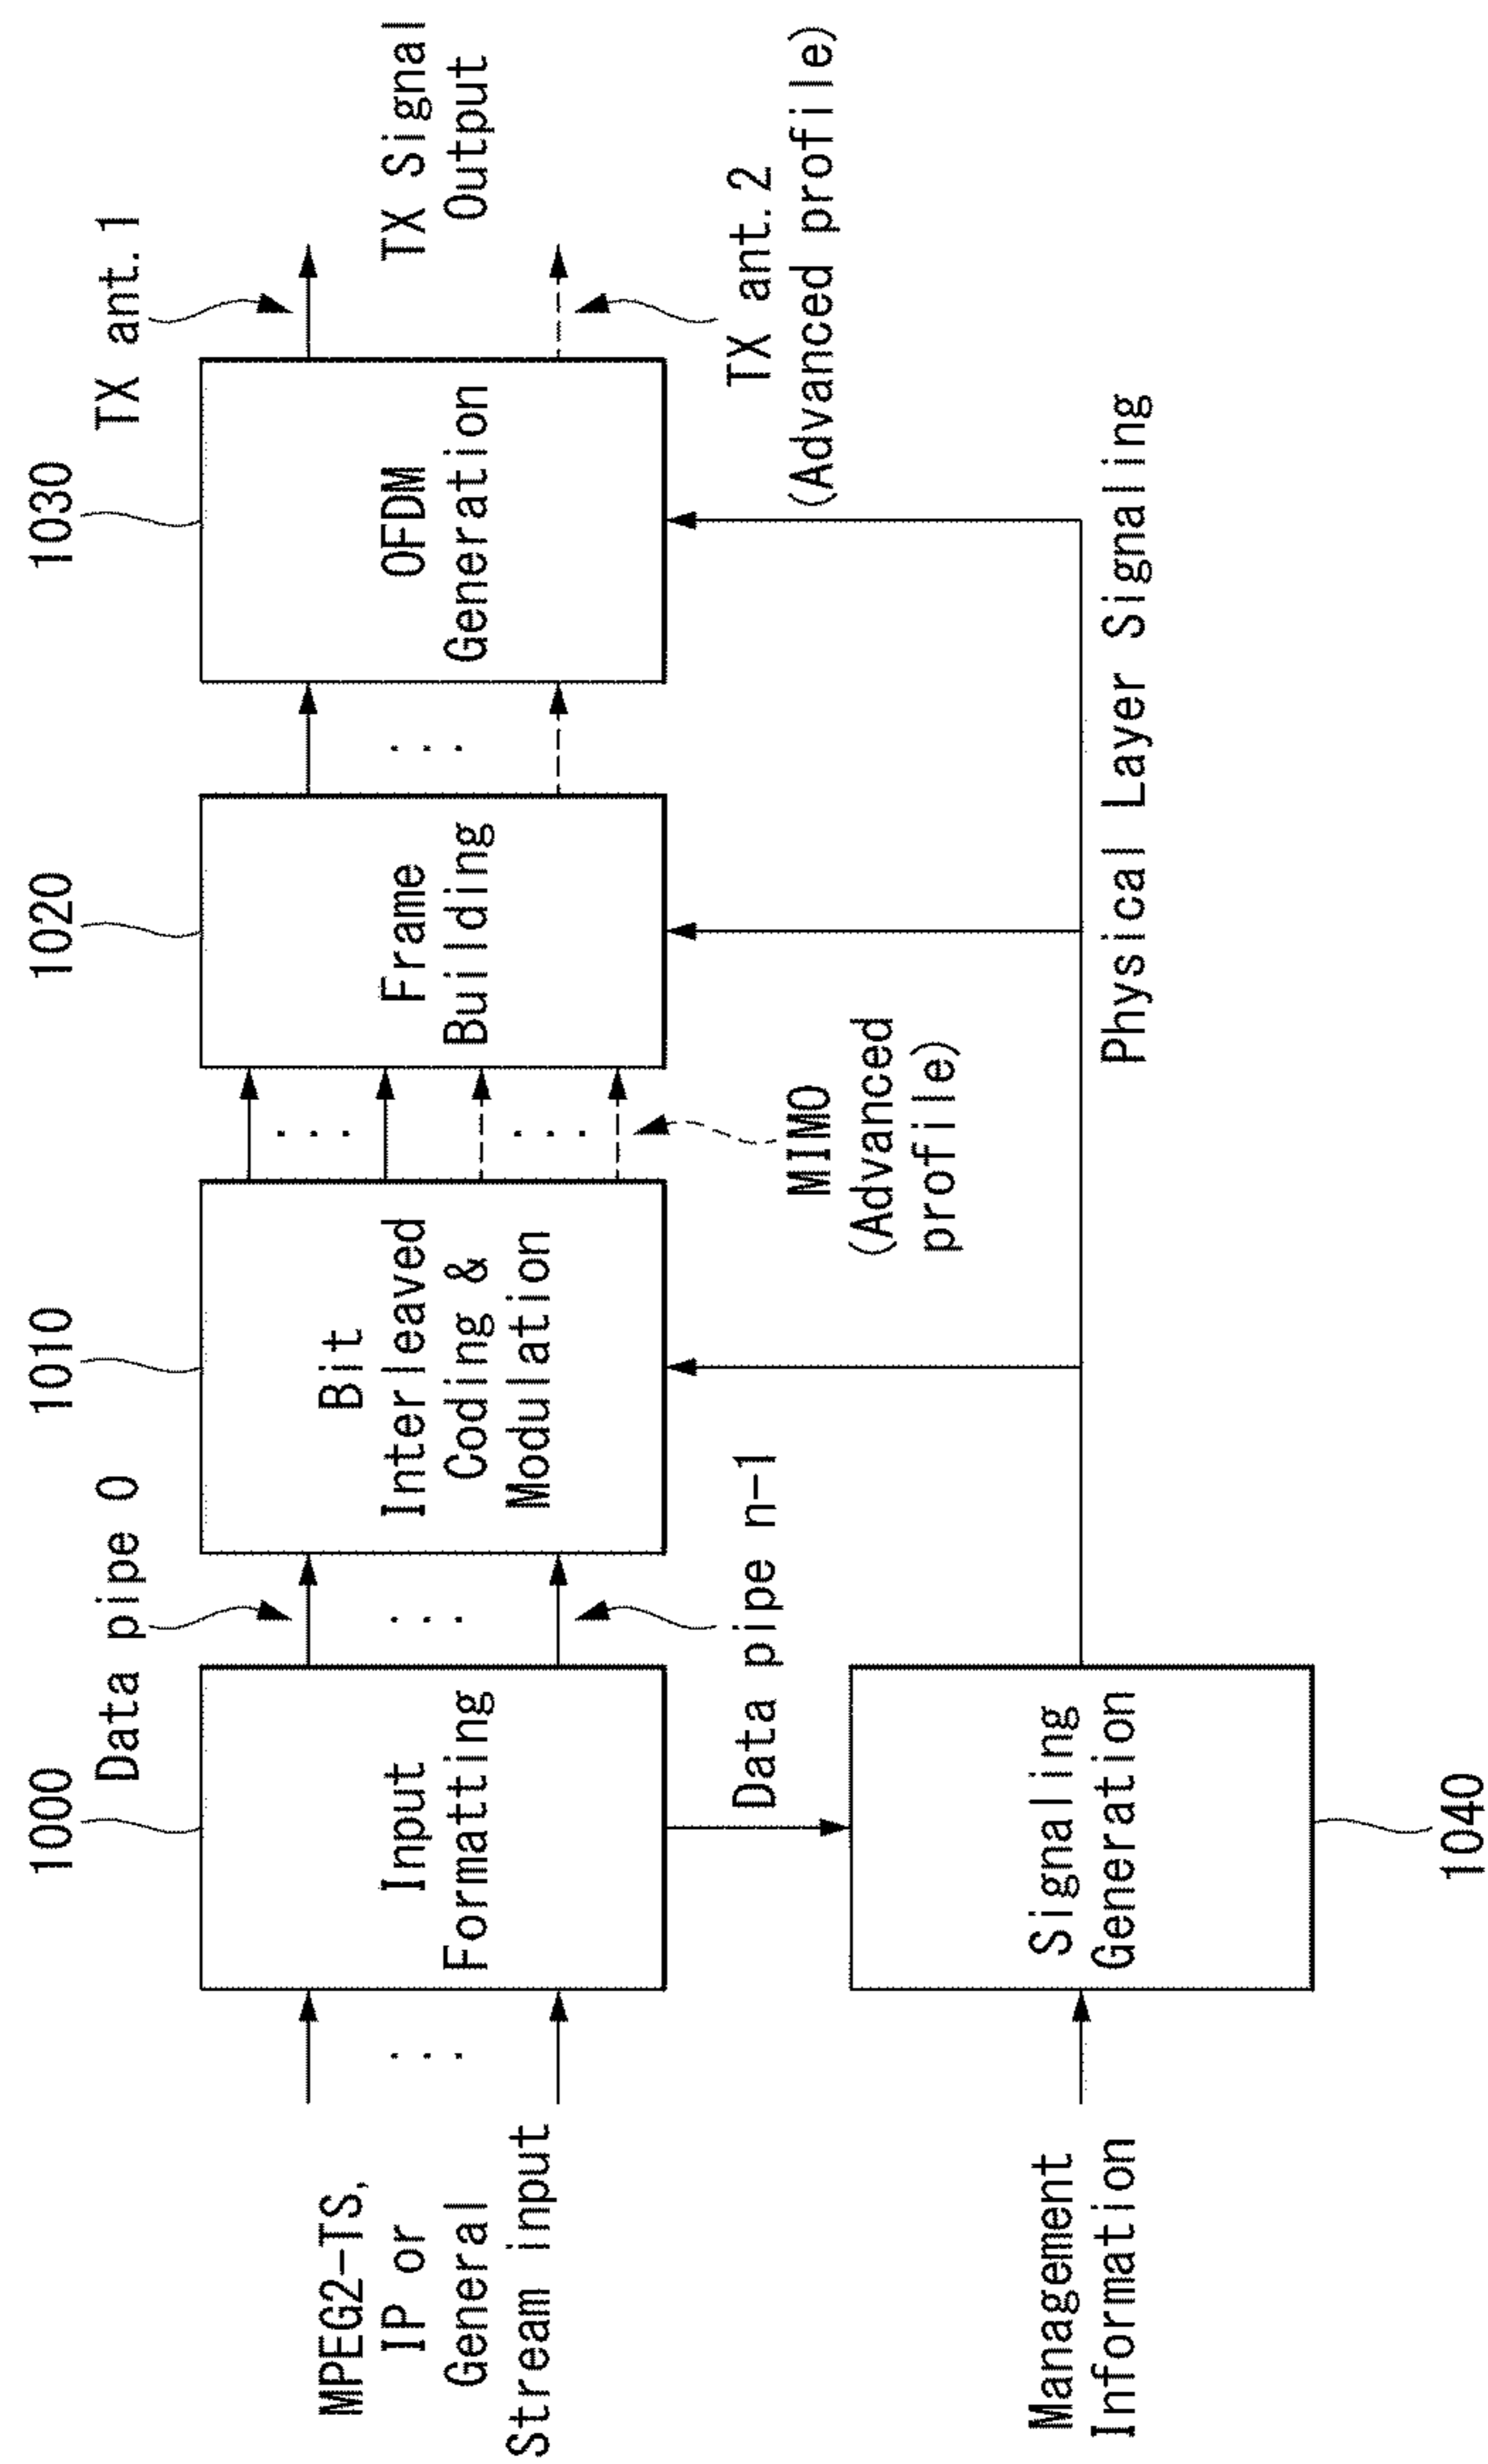 1000
1010
1020
1030
Data pipe 0
TX ant.1
MPEG2-TS,
IP or
General
Stream input
Input
Formatting
Bit
Interleaved
Coding &
Modulation
Frame
Building
OFDM
Generation
TX Signal
Output
Data pipe n-1
MIMO
(Advanced
profile)
TX ant.2
(Advanced profile)
Management
Information
Signaling
Generation
Physical Layer Signaling
1040